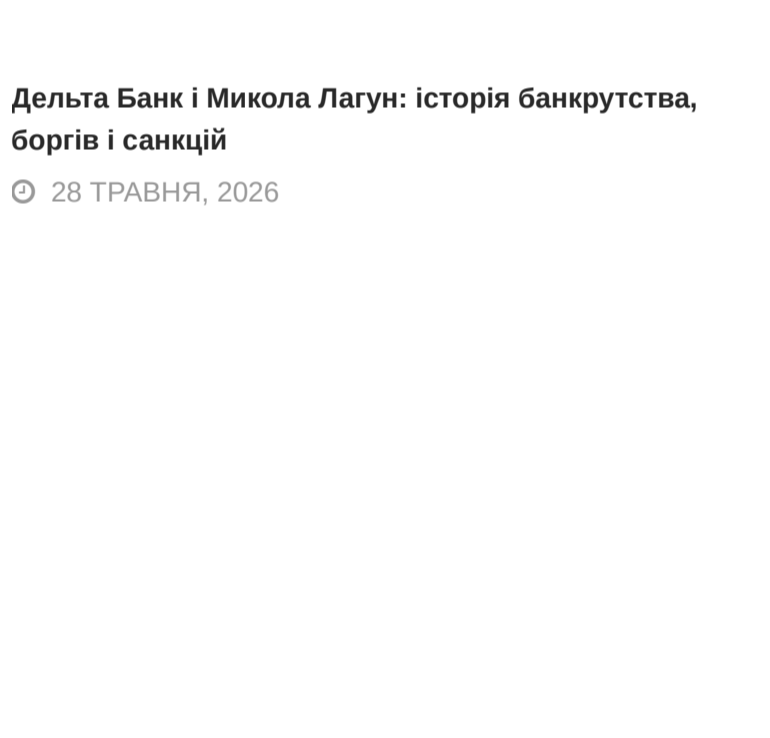 Дельта Банк і Микола Лагун: історія банкрутства,
боргів і санкцій
28 ТРАВНЯ, 2026